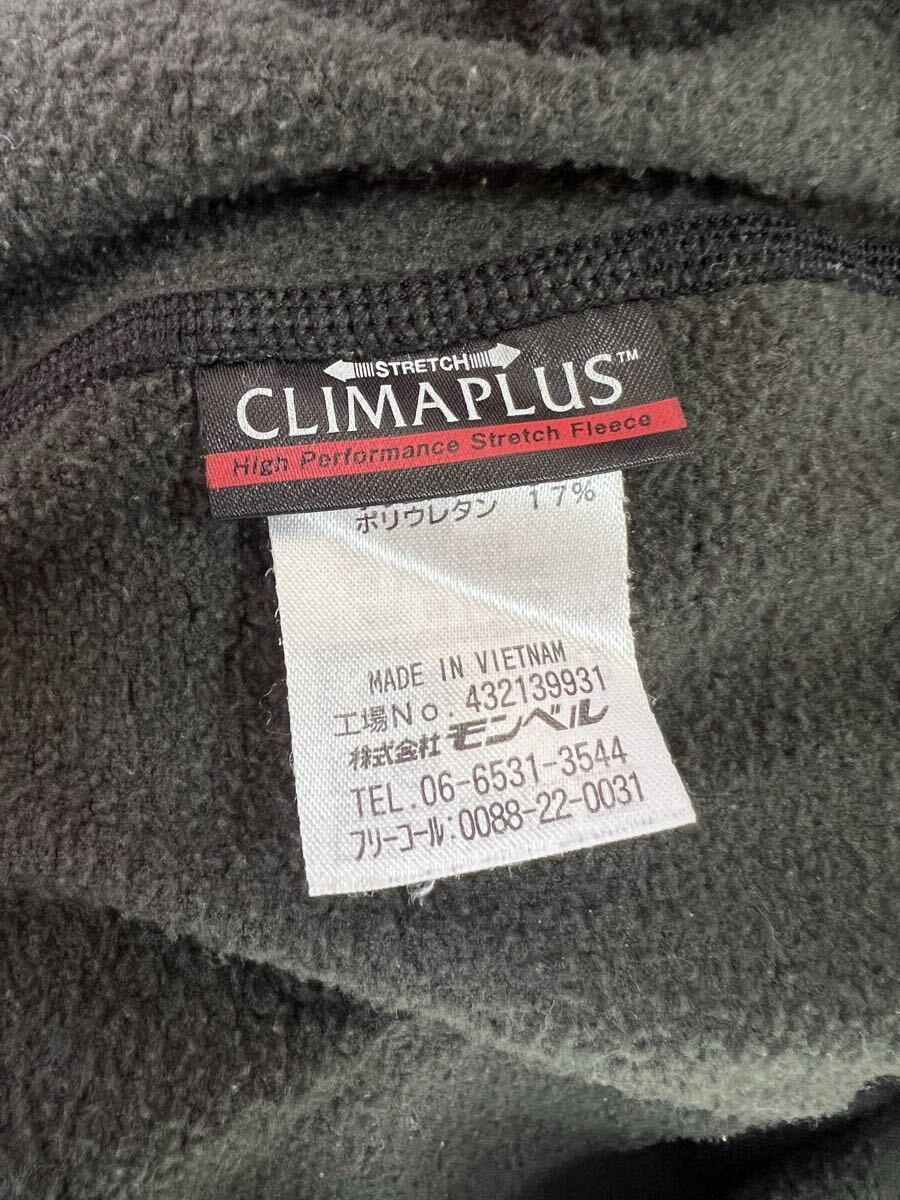 STRETCH
CLIMAPLUS™
High Performance Stretch Fleece
ポリウレタン 17%
MADE IN VIETNAM
工場No.432139931
株式会社 モンベル
TEL.06-6531-3544
フリーコール:0088-22-0031